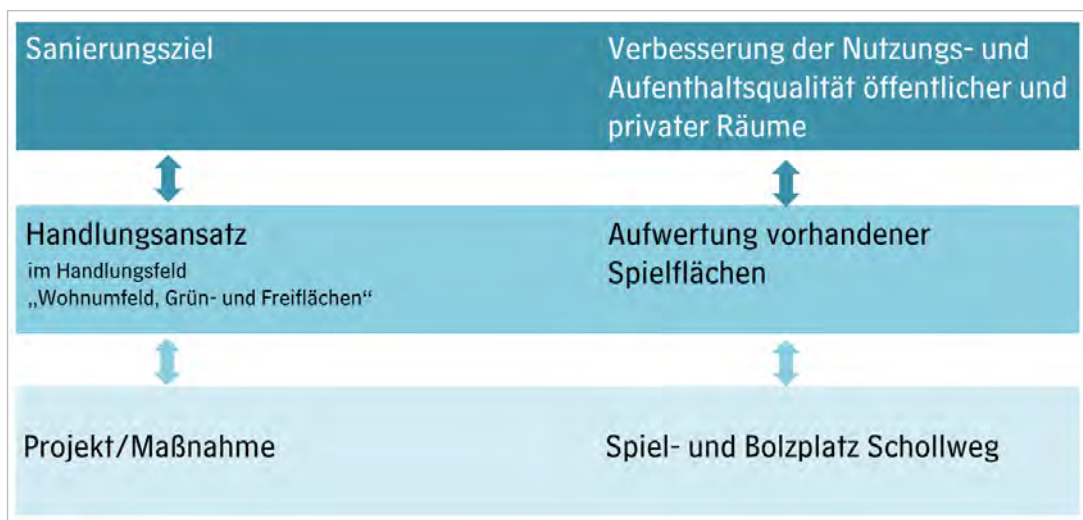 Sanierungsziel
Verbesserung der Nutzungs- und
Aufenthaltsqualität öffentlicher und
privater Räume
Handlungsansatz
im Handlungsfeld
„Wohnumfeld, Grün- und Freiflächen“
Aufwertung vorhandener
Spielflächen
Projekt/Maßnahme
Spiel- und Bolzplatz Schollweg